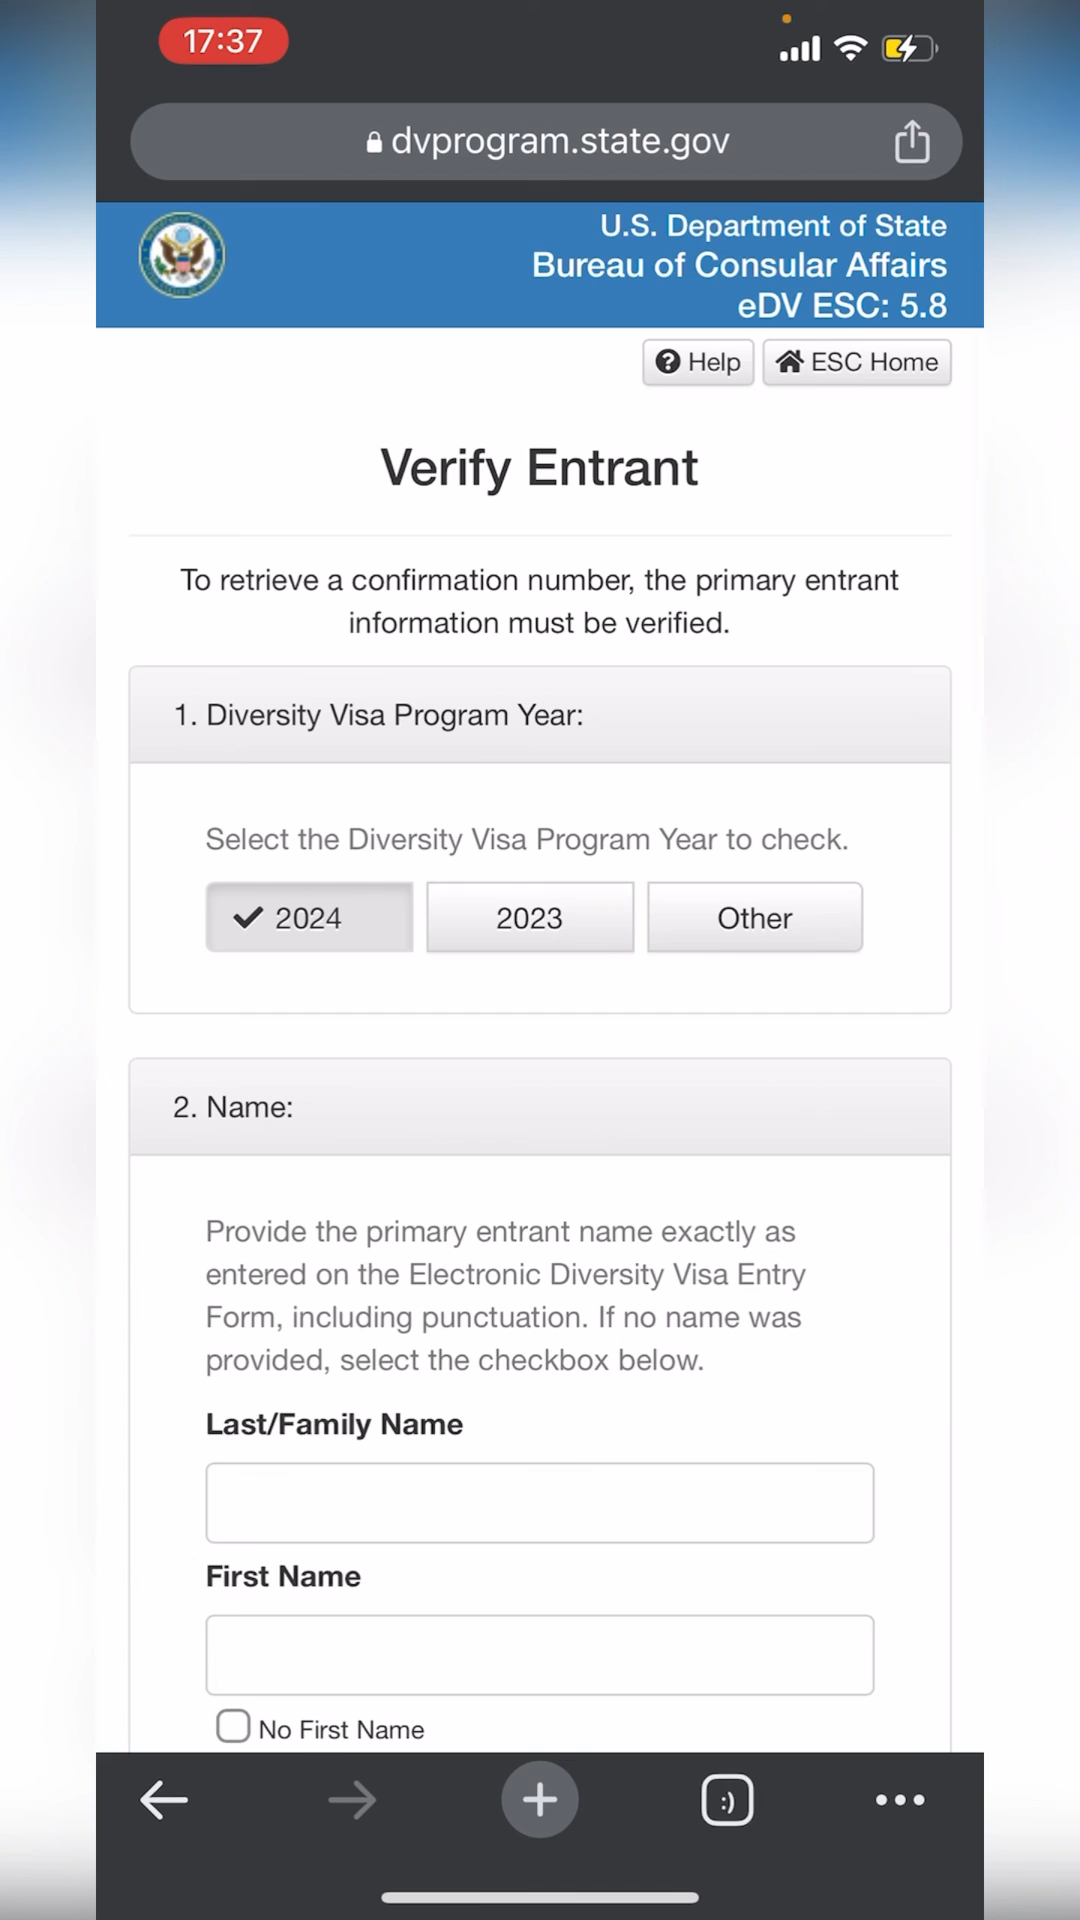 17:37
dvprogram.state.gov
U.S. Department of State
Bureau of Consular Affairs
eDV ESC: 5.8
Help
ESC Home
Verify Entrant
To retrieve a confirmation number, the primary entrant
information must be verified.
1. Diversity Visa Program Year:
Select the Diversity Visa Program Year to check.
2024
2023
Other
2. Name:
Provide the primary entrant name exactly as
entered on the Electronic Diversity Visa Entry
Form, including punctuation. If no name was
provided, select the checkbox below.
Last/Family Name
First Name
No First Name
:)